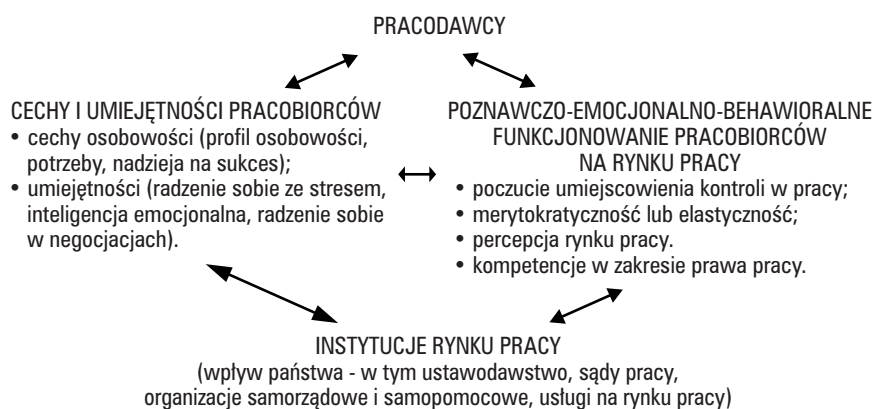 PRACODAWCY
CECHY I UMIEJĘTNOŚCI PRACOBIORCÓW
• cechy osobowości (profil osobowości,
potrzeby, nadzieja na sukces);
• umiejętności (radzenie sobie ze stresem,
inteligencja emocjonalna, radzenie sobie
w negocjacjach).
POZNAWCZO-EMOCJONALNO-BEHAWIORALNE
FUNKCJONOWANIE PRACOBIORCÓW
NA RYNKU PRACY
• poczucie umiejscowienia kontroli w pracy;
• merytokratyczność lub elastyczność;
• percepcja rynku pracy.
• kompetencje w zakresie prawa pracy.
INSTYTUCJE RYNKU PRACY
(wpływ państwa - w tym ustawodawstwo, sądy pracy,
organizacje samorządowe i samopomocowe, usługi na rynku pracy)